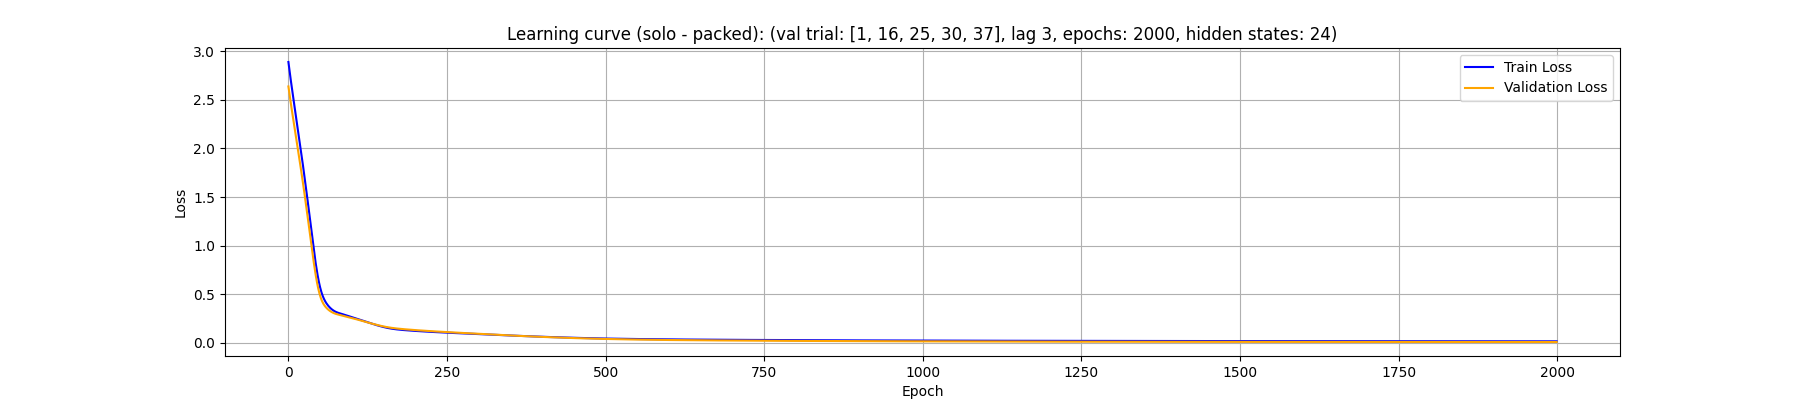 Learning curve (solo - packed): (val trial: [1, 16, 25, 30, 37], lag 3, epochs: 2000, hidden states: 24)
Train Loss
Validation Loss
Loss
3.0
2.5
2.0
1.5
1.0
0.5
0.0
0 250 500 750 1000 1250 1500 1750 2000
Epoch